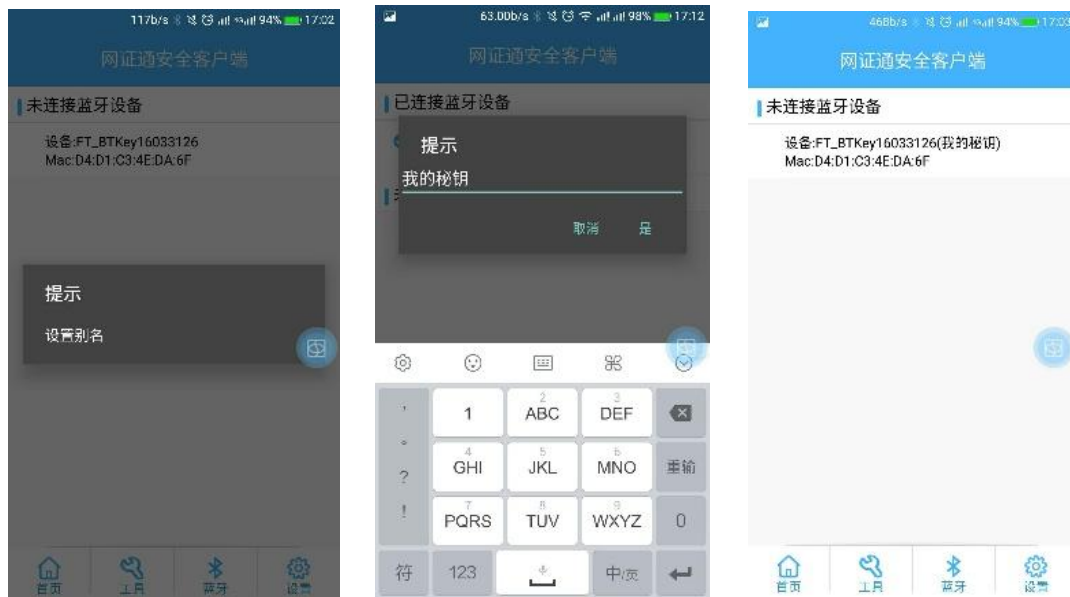 117b/s 94% 17:02
网证通安全客户端
未连接蓝牙设备
设备:FT_BTKey16033126
Mac:D4:D1:C3:4E:DA:6F
提示
设置别名
首页 工具 蓝牙 设置
63.00b/s 98% 17:12
网证通安全客户端
已连接蓝牙设备
提示
我的秘钥
取消 是
, 1 2 ABC 3 DEF
。 4 GHI 5 JKL 6 MNO 重输
?
! 7 PQRS 8 TUV 9 WXYZ 0
符 123 中/英
468b/s 94% 17:03
网证通安全客户端
未连接蓝牙设备
设备:FT_BTKey16033126(我的秘钥)
Mac:D4:D1:C3:4E:DA:6F
首页 工具 蓝牙 设置